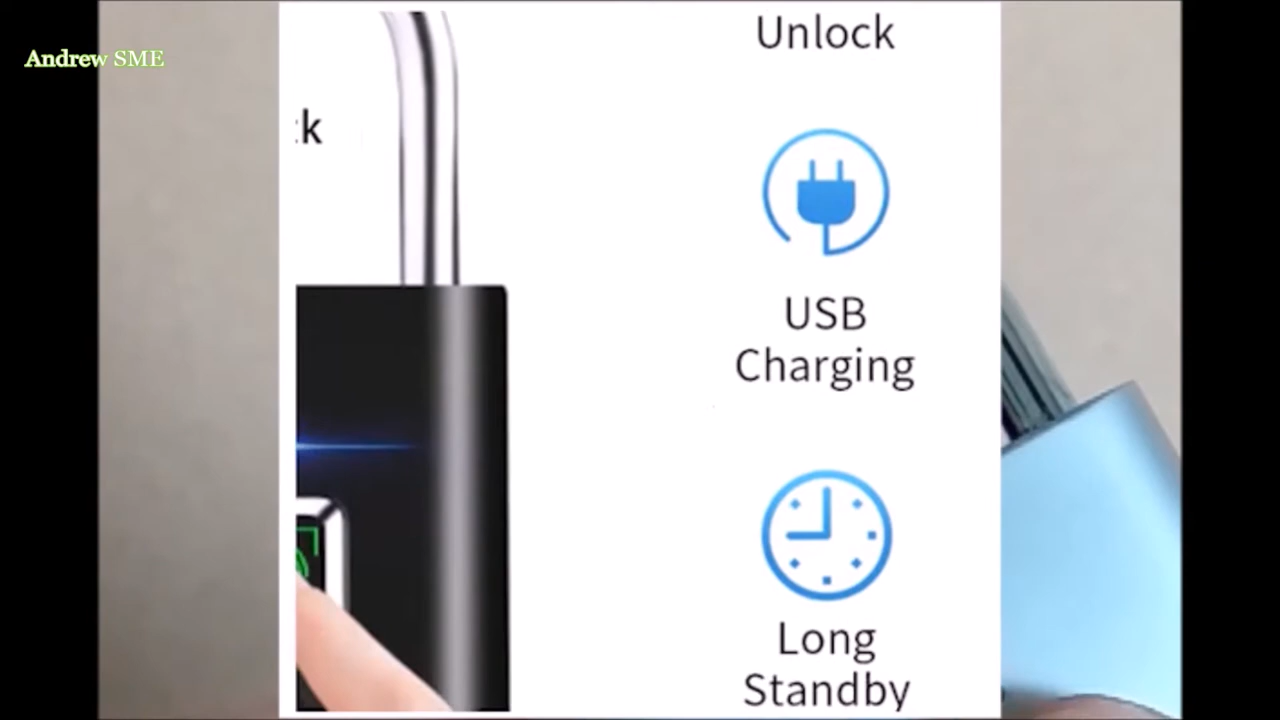 Andrew SME
Unlock
k
USB
Charging
Long
Standby